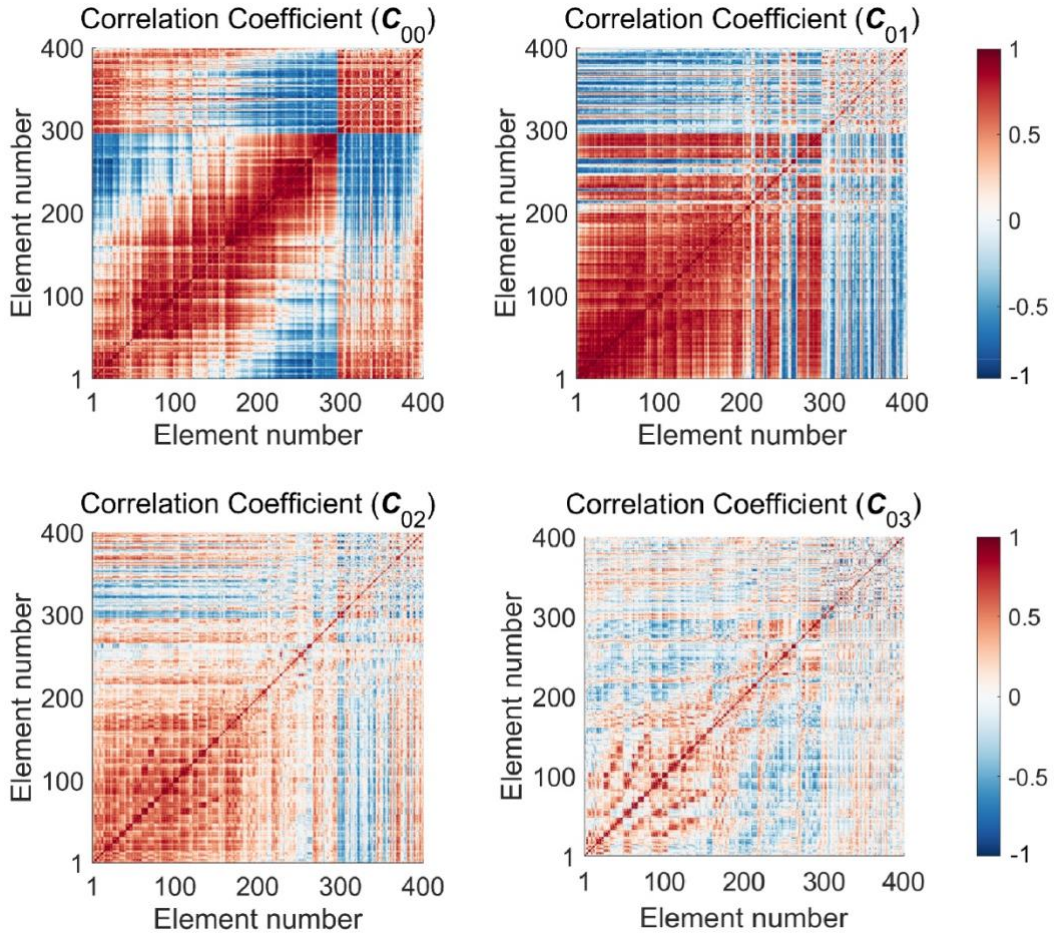 Correlation Coefficient (C00)
400
300
200
100
1
1 100 200 300 400
Element number
Element number
Correlation Coefficient (C01)
400
300
200
100
1
1 100 200 300 400
Element number
Element number
1
0.5
0
-0.5
-1
Correlation Coefficient (C02)
400
300
200
100
1
1 100 200 300 400
Element number
Element number
Correlation Coefficient (C03)
400
300
200
100
1
1 100 200 300 400
Element number
Element number
1
0.5
0
-0.5
-1